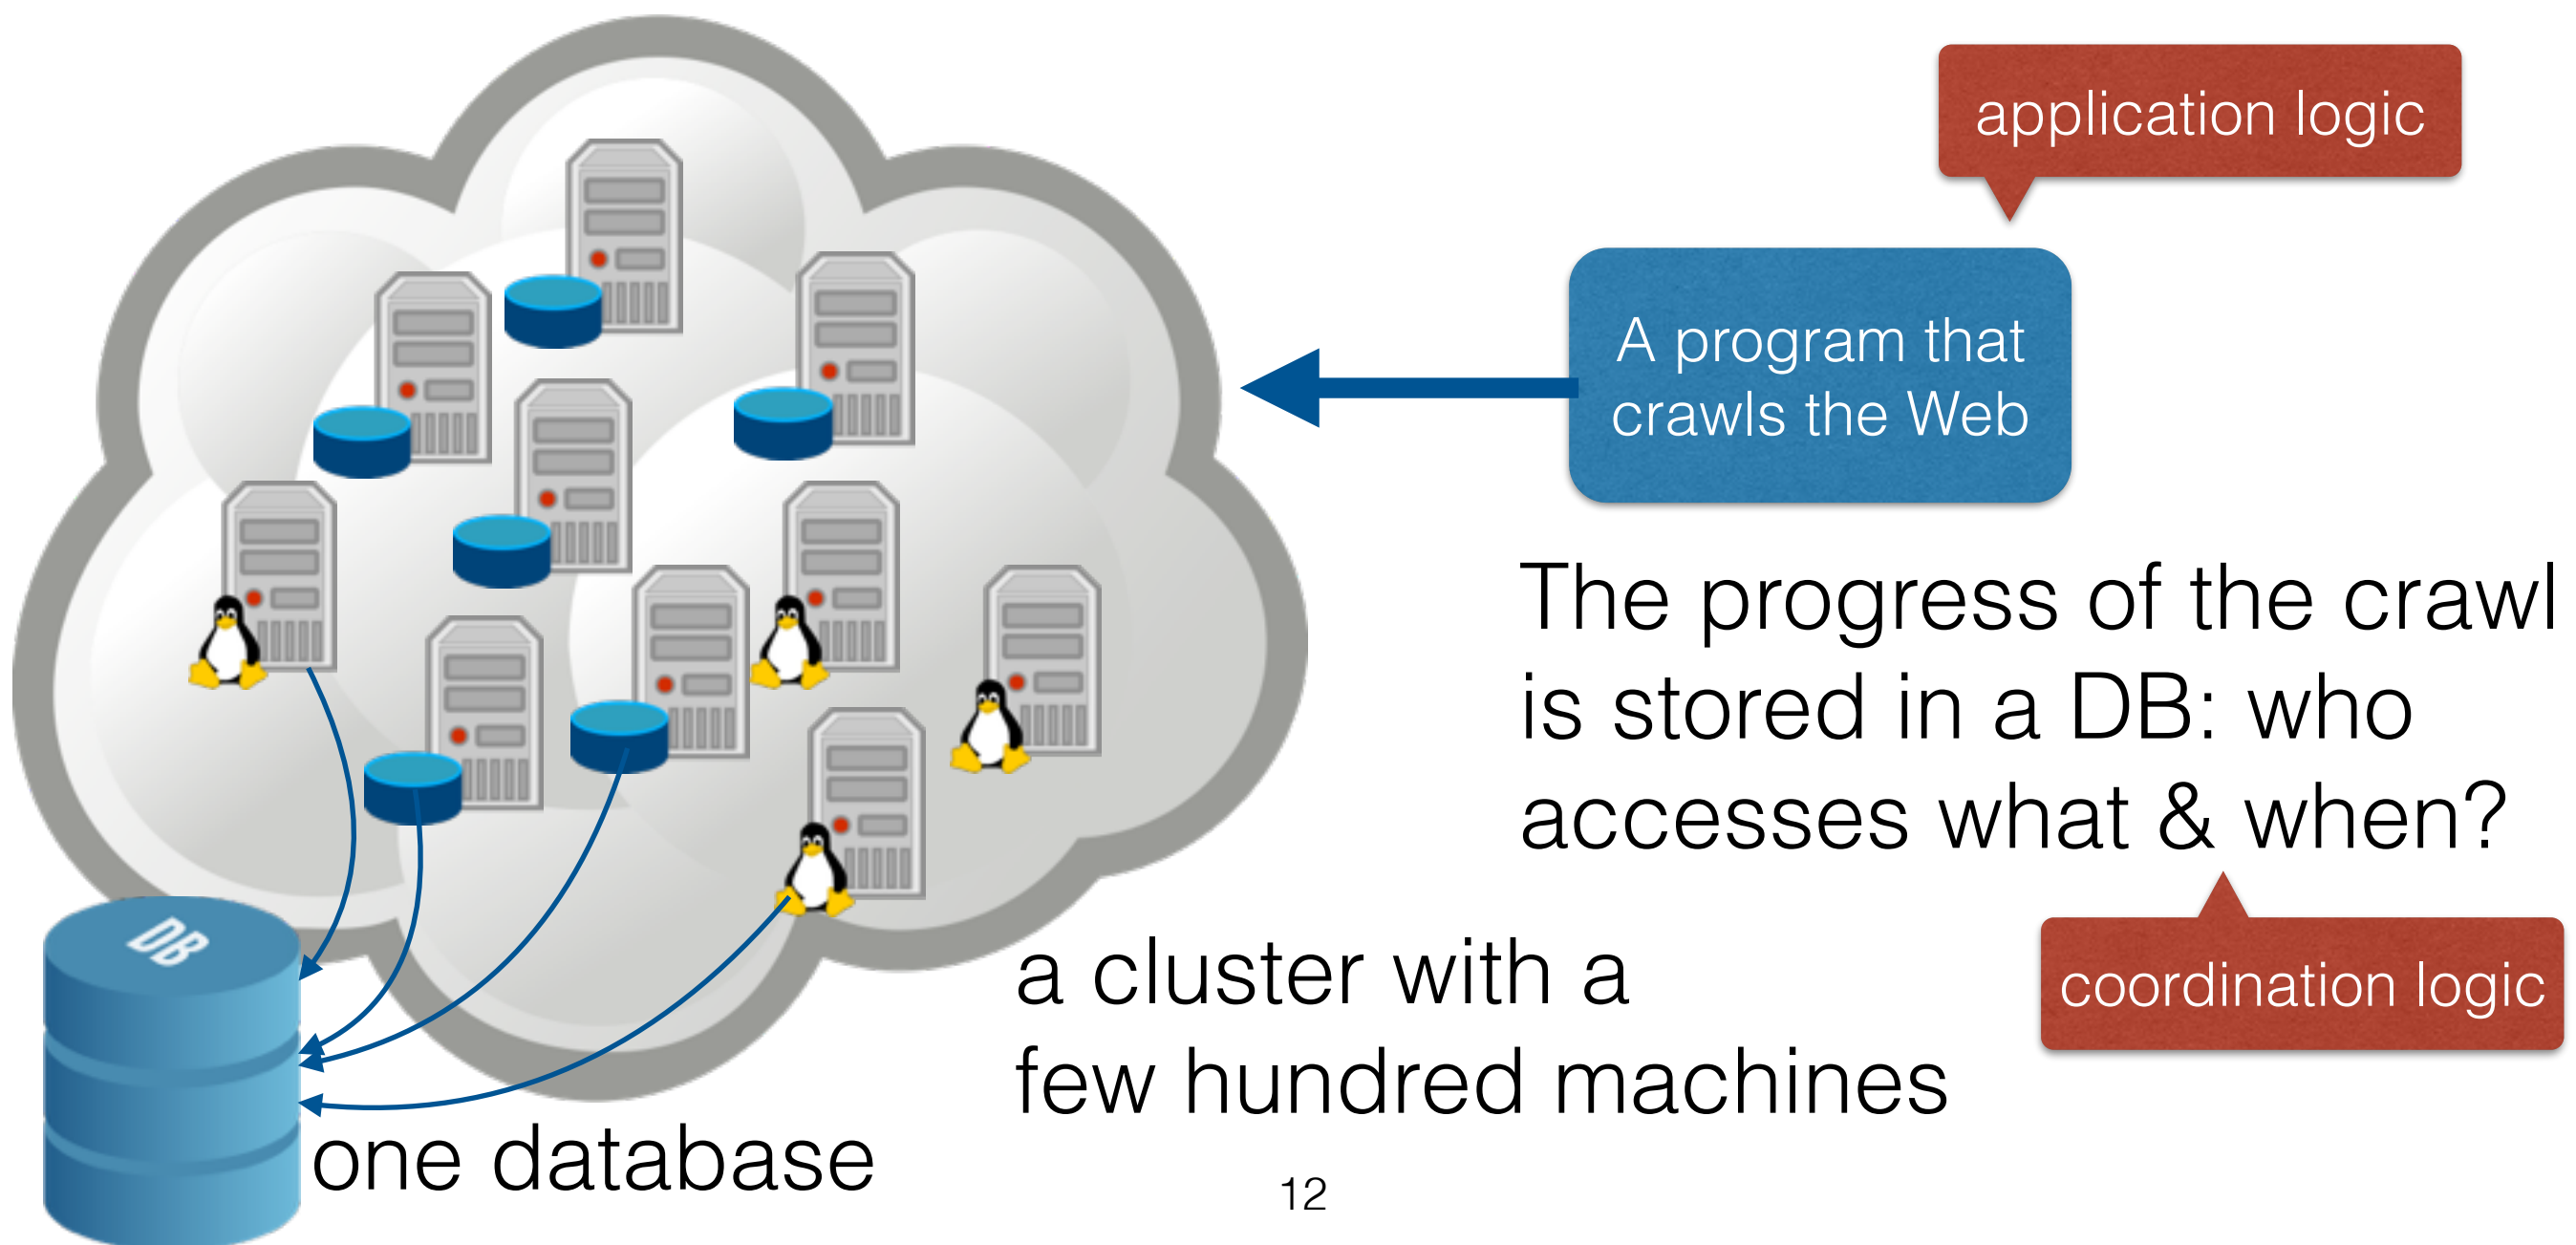 application logic
A program that
crawls the Web
The progress of the crawl
is stored in a DB: who
accesses what & when?
coordination logic
a cluster with a
few hundred machines
DB
one database
12